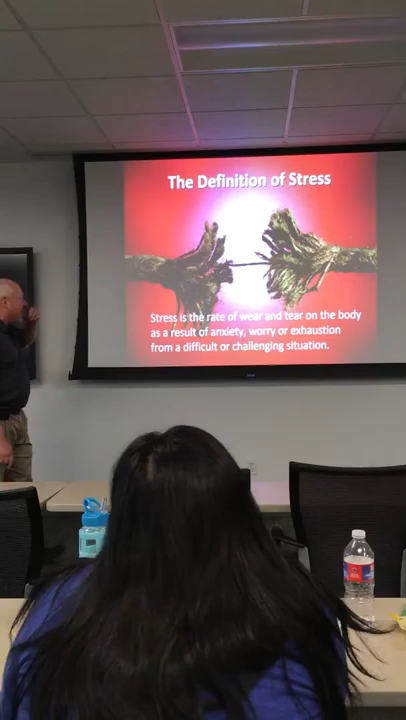 The Definition of Stress
Stress is the rate of wear and tear on the body
as a result of anxiety, worry or exhaustion
from a difficult or challenging situation.